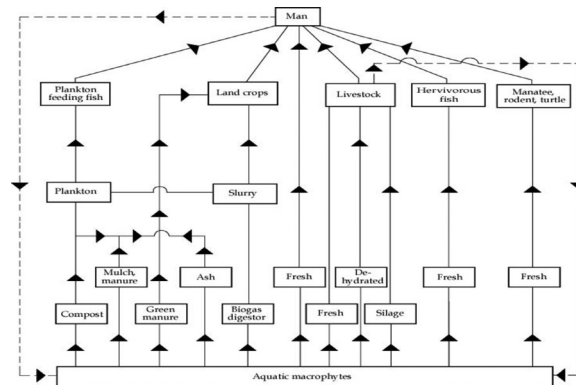 Man
Plankton
feeding fish
Land crops
Livestock
Hervivorous
fish
Manatee,
rodent, turtle
Plankton
Slurry
Mulch,
manure
Ash
Fresh
De-
hydrated
Fresh
Fresh
Compost
Green
manure
Biogas
digestor
Fresh
Silage
Aquatic macrophytes